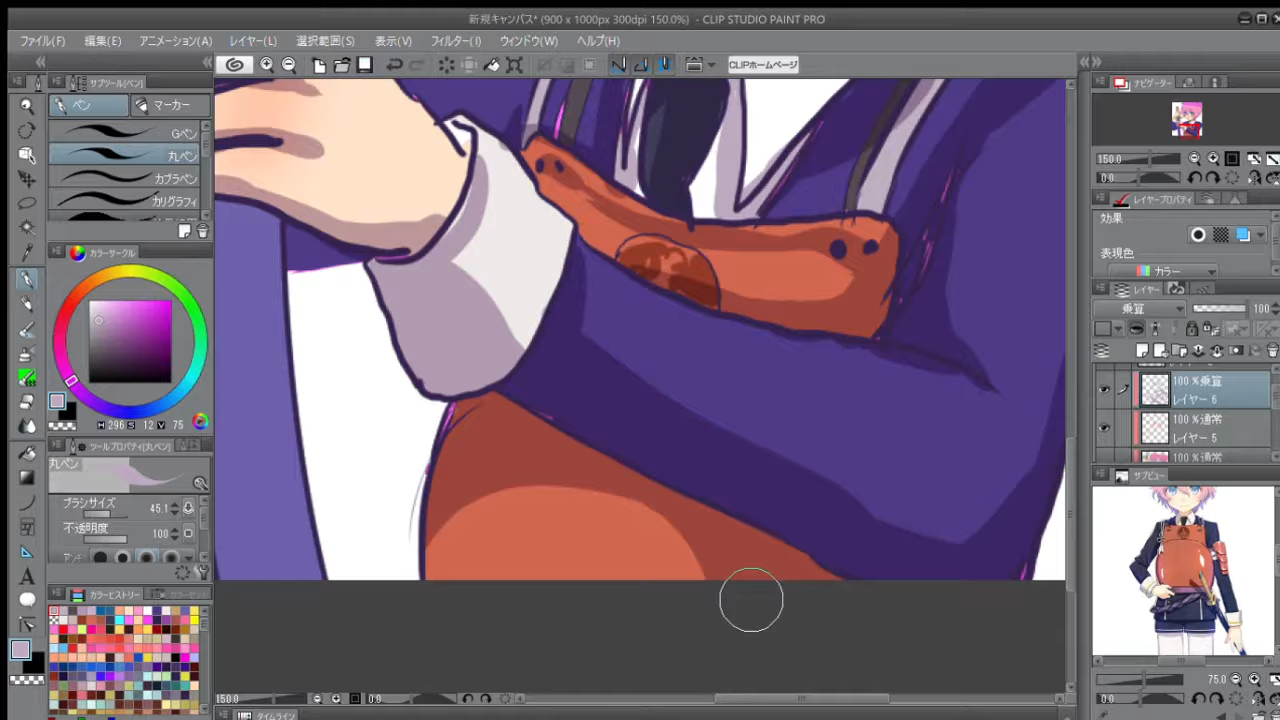 新規キャンバス* (900 x 1000px 300dpi 150.0%) - CLIP STUDIO PAINT PRO
ファイル(F) 編集(E) アニメーション(A) レイヤー(L) 選択範囲(S) 表示(V) フィルター(I) ウィンドウ(W) ヘルプ(H)
CLIPホームページ
サブツール[ペン]
ペン マーカー
Gペン
丸ペン
カブラペン
カリグラフィ
カラーサークル
H 296 S 12 V 75
ツールプロパティ[丸ペン]
丸ペン
ブラシサイズ 45.1
不透明度 100
カラーヒストリー
150.0 0.0
タイムライン
ナビゲーター
150.0
0.0
レイヤープロパティ
効果
表現色
カラー
レイヤー
乗算 100
100 %乗算
レイヤー 6
100 %通常
レイヤー 5
100 %通常
サブビュー
75.0
0.0